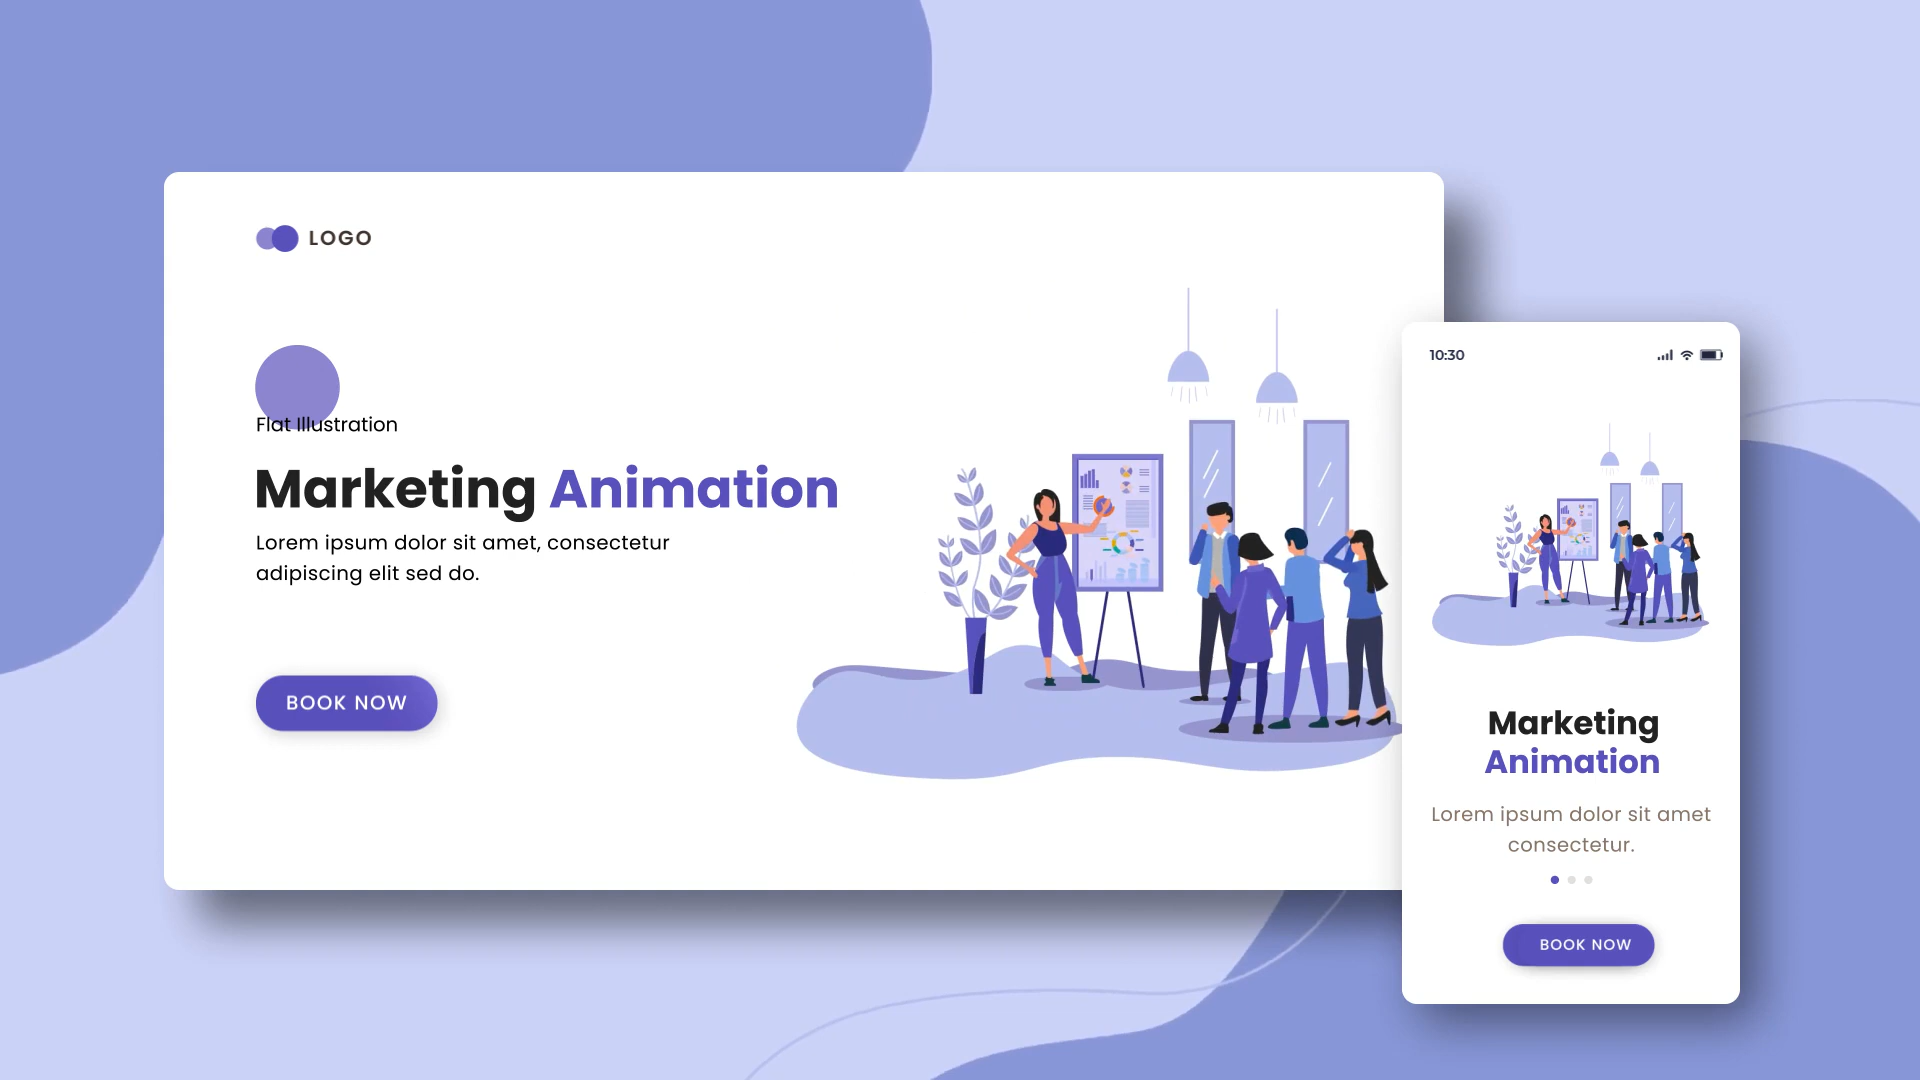 LOGO
Flat Illustration
Marketing Animation
Lorem ipsum dolor sit amet, consectetur
adipiscing elit sed do.
BOOK NOW
10:30
Marketing
Animation
Lorem ipsum dolor sit amet
consectetur.
BOOK NOW